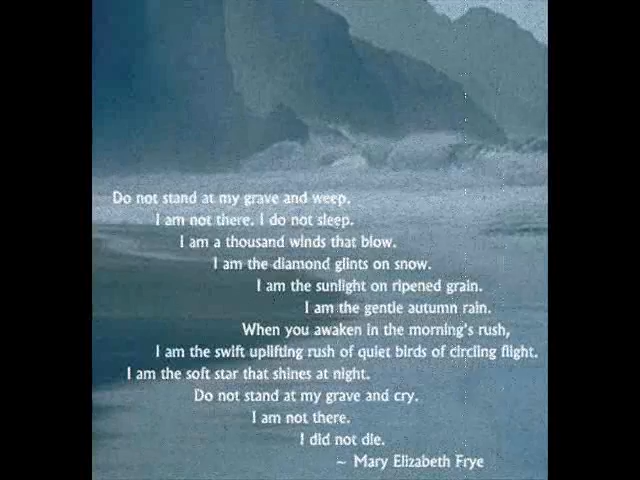 Do not stand at my grave and weep.
I am not there. I do not sleep.
I am a thousand winds that blow.
I am the diamond glints on snow.
I am the sunlight on ripened grain.
I am the gentle autumn rain.
When you awaken in the morning's rush,
I am the swift uplifting rush of quiet birds of circling flight.
I am the soft star that shines at night.
Do not stand at my grave and cry.
I am not there.
I did not die.
~ Mary Elizabeth Frye